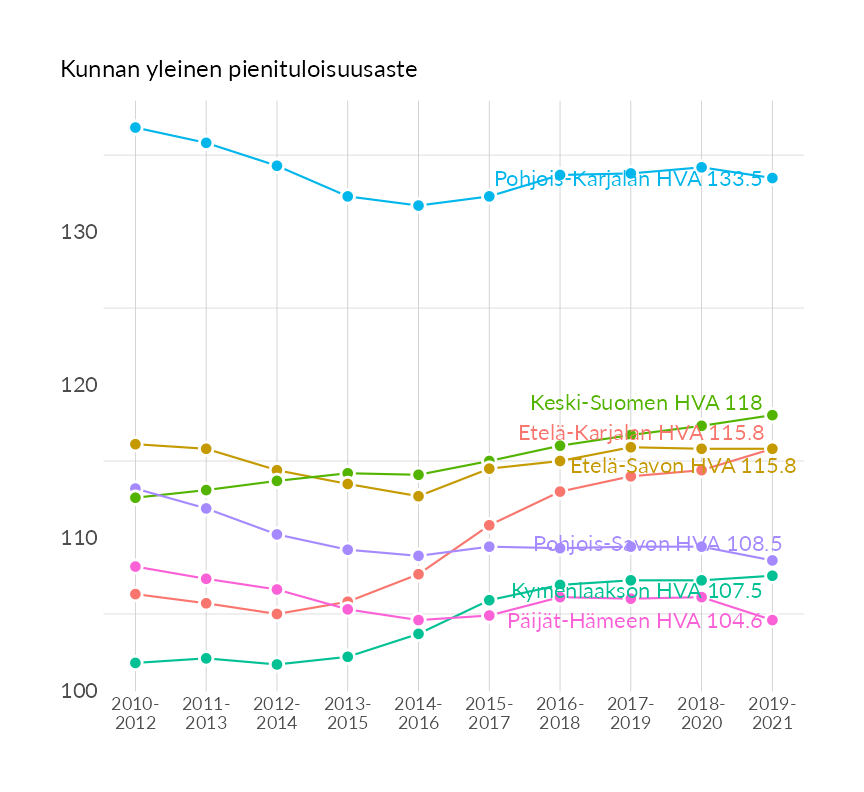 Kunnan yleinen pienituloisuusaste
Pohjois-Karjalan HVA 133.5
130
120
Keski-Suomen HVA 118
Etelä-Karjalan HVA 115.8
Etelä-Savon HVA 115.8
110
Pohjois-Savon HVA 108.5
Kymenlaakson HVA 107.5
Päijät-Hämeen HVA 104.6
100
2010- 2011- 2012- 2013- 2014- 2015- 2016- 2017- 2018- 2019-
2012 2013 2014 2015 2016 2017 2018 2019 2020 2021